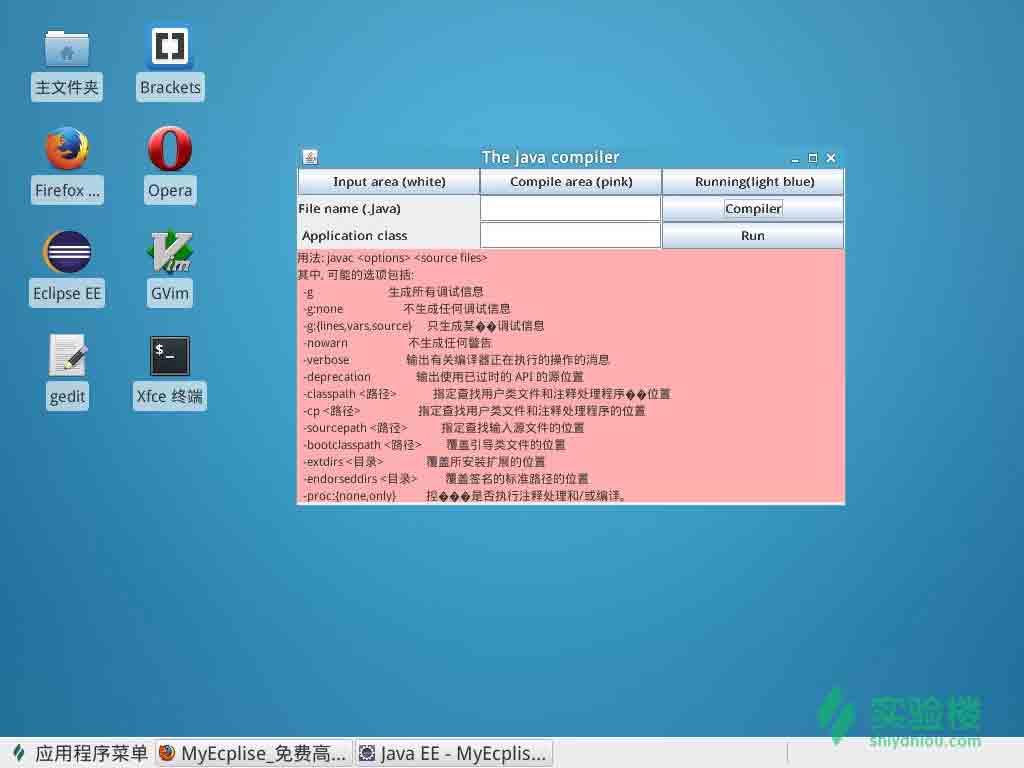 主文件夹
Brackets
Firefox ...
Opera
Eclipse EE
GVim
gedit
Xfce 终端
The java compiler
Input area (white)
Compile area (pink)
Running(light blue)
File name (.Java)
Compiler
Application class
Run
用法: javac <options> <source files>
其中, 可能的选项包括:
-g 生成所有调试信息
-g:none 不生成任何调试信息
-g:{lines,vars,source} 只生成某��调试信息
-nowarn 不生成任何警告
-verbose 输出有关编译器正在执行的操作的消息
-deprecation 输出使用已过时的 API 的源位置
-classpath <路径> 指定查找用户类文件和注释处理程序��位置
-cp <路径> 指定查找用户类文件和注释处理程序的位置
-sourcepath <路径> 指定查找输入源文件的位置
-bootclasspath <路径> 覆盖引导类文件的位置
-extdirs <目录> 覆盖所安装扩展的位置
-endorseddirs <目录> 覆盖签名的标准路径的位置
-proc:{none,only} 控���是否执行注释处理和/或编译。
实验楼
shiyanlou.com
应用程序菜单
MyEcplise_免费高...
Java EE - MyEcplis...